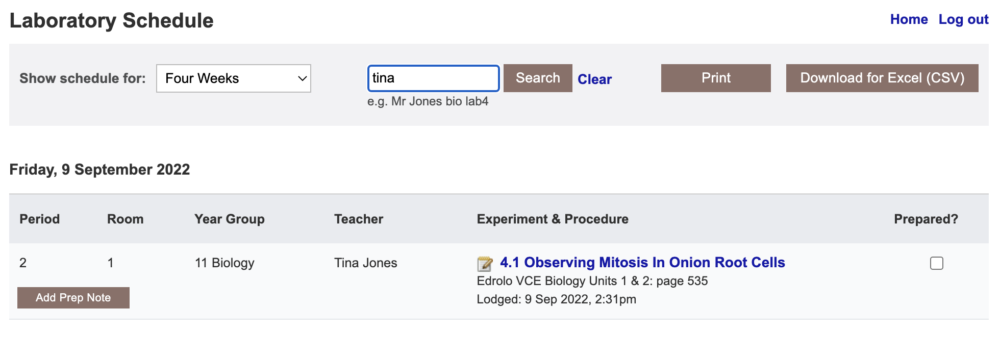 Laboratory Schedule
Home Log out
Show schedule for: Four Weeks tina Search Clear Print Download for Excel (CSV)
e.g. Mr Jones bio lab4
Friday, 9 September 2022
Period Room Year Group Teacher Experiment & Procedure Prepared?
2 1 11 Biology Tina Jones 4.1 Observing Mitosis In Onion Root Cells
Edrolo VCE Biology Units 1 & 2: page 535
Add Prep Note Lodged: 9 Sep 2022, 2:31pm